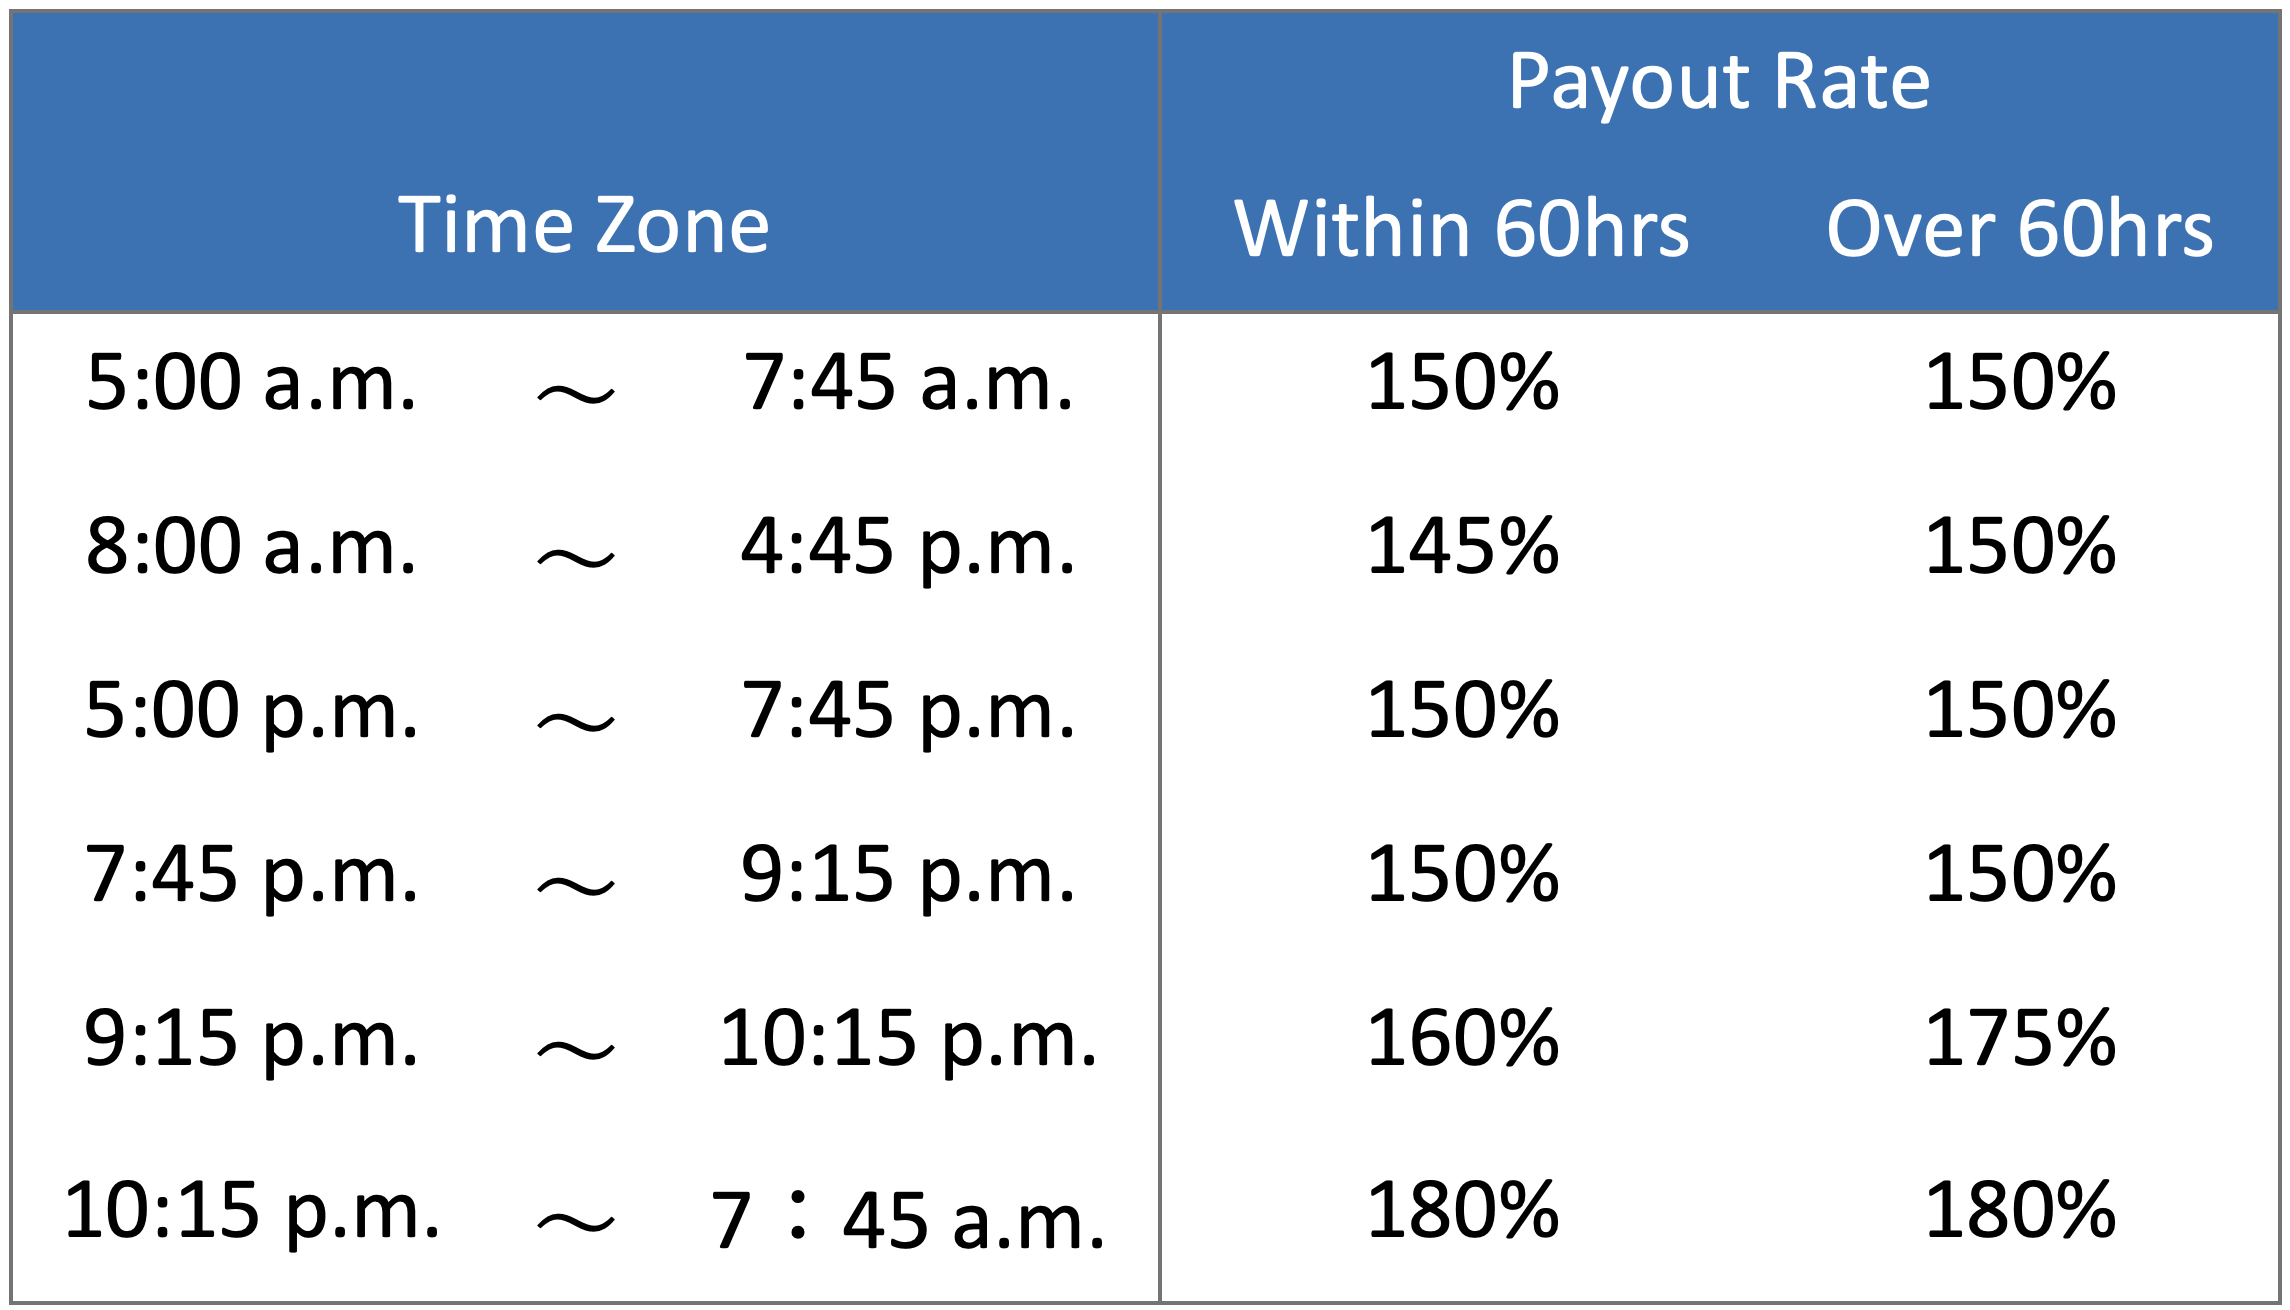 Payout Rate
Time Zone Within 60hrs Over 60hrs
5:00 a.m. ～ 7:45 a.m. 150% 150%
8:00 a.m. ～ 4:45 p.m. 145% 150%
5:00 p.m. ～ 7:45 p.m. 150% 150%
7:45 p.m. ～ 9:15 p.m. 150% 150%
9:15 p.m. ～ 10:15 p.m. 160% 175%
10:15 p.m. ～ 7：45 a.m. 180% 180%